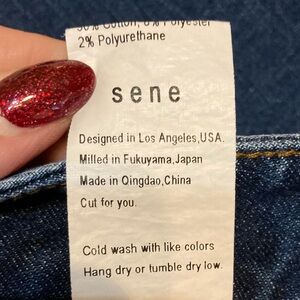 Polyester
2% Polyurethane
sene
Designed in Los Angeles,USA.
Milled in Fukuyama,Japan
Made in Qingdao,China
Cut for you.
Cold wash with like colors
Hang dry or tumble dry low.